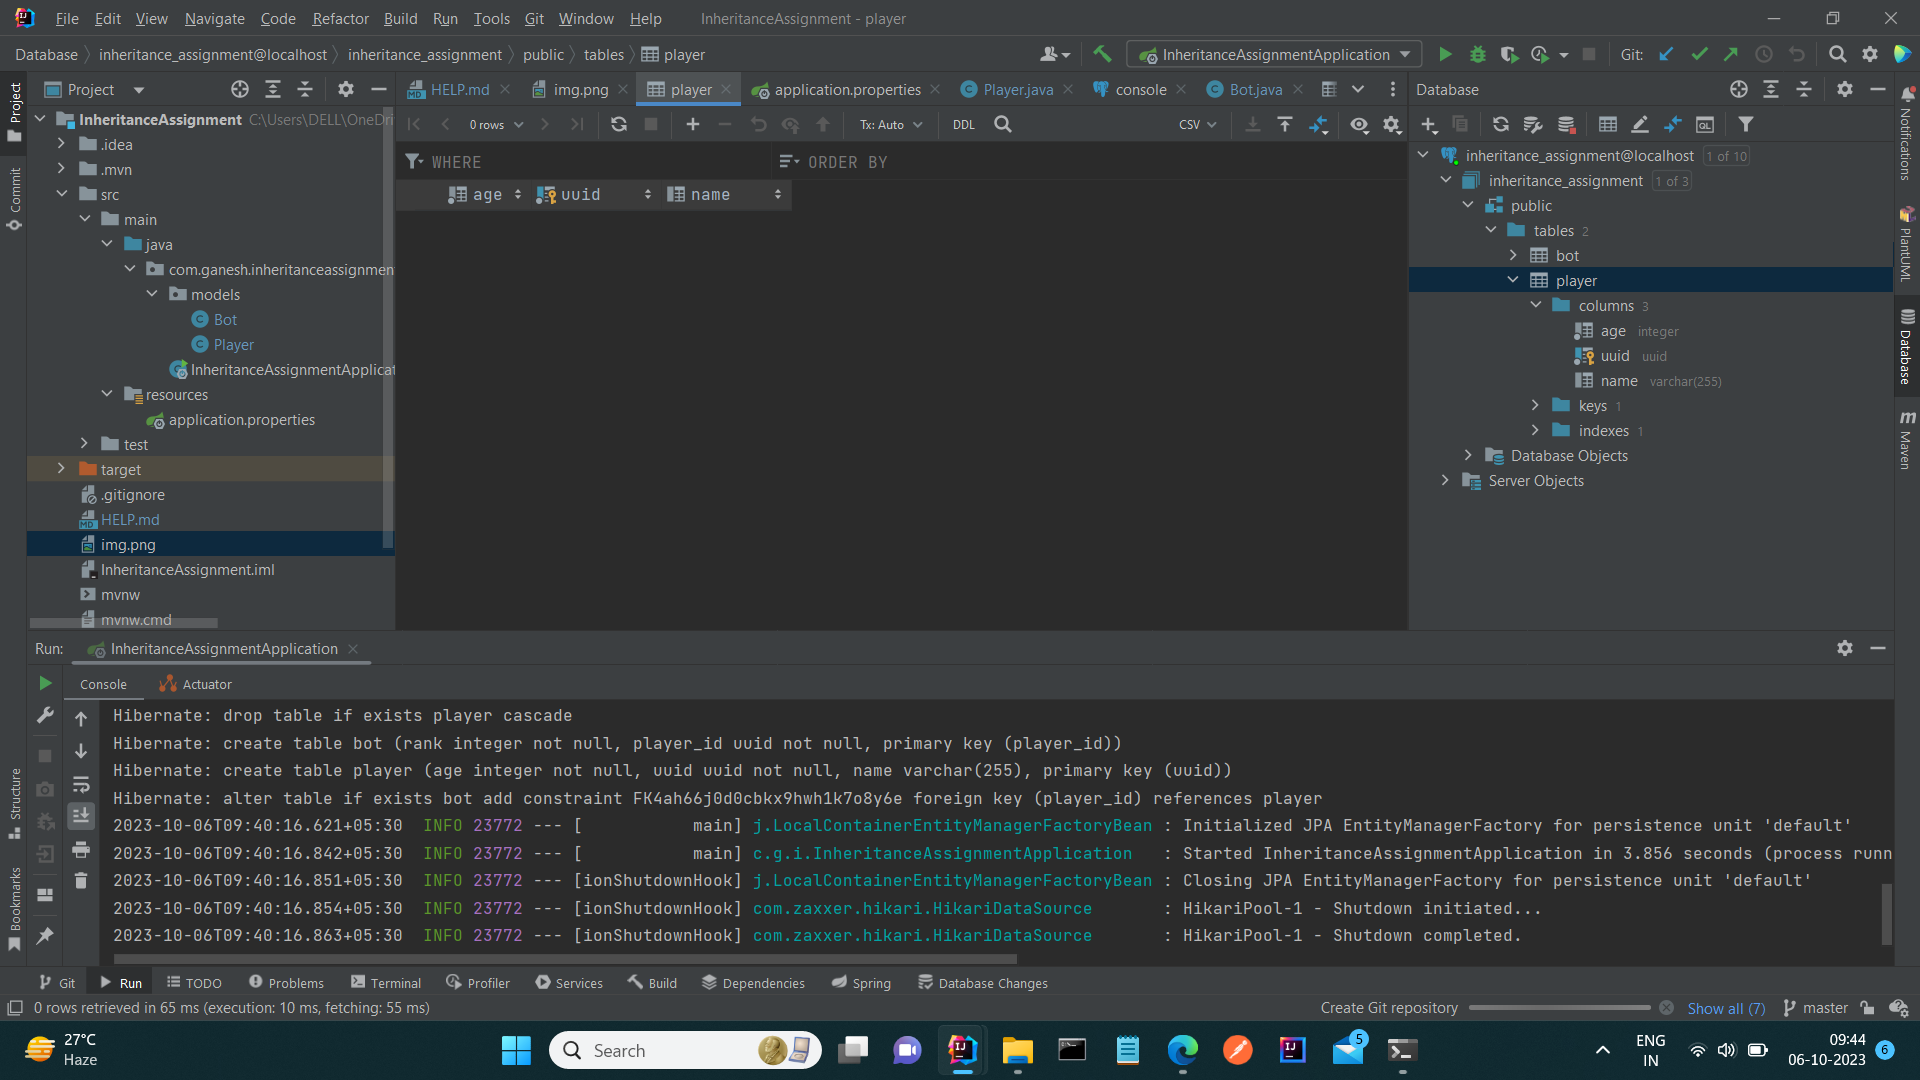 File Edit View Navigate Code Refactor Build Run Tools Git Window Help InheritanceAssignment - player
Database inheritance_assignment@localhost inheritance_assignment public tables player
InheritanceAssignmentApplication Git:
Project
HELP.md img.png player application.properties Player.java console Bot.java
Database
0 rows Tx: Auto DDL CSV
WHERE ORDER BY
age uuid name
InheritanceAssignment C:\Users\DELL\OneDri
.idea
.mvn
src
main
java
com.ganesh.inheritanceassignmen
models
Bot
Player
InheritanceAssignmentApplicat
resources
application.properties
test
target
.gitignore
HELP.md
img.png
InheritanceAssignment.iml
mvnw
mvnw.cmd
inheritance_assignment@localhost 1 of 10
inheritance_assignment 1 of 3
public
tables 2
bot
player
columns 3
age integer
uuid uuid
name varchar(255)
keys 1
indexes 1
Database Objects
Server Objects
Project
Commit
Structure
Bookmarks
Notifications
PlantUML
Database
Maven
Run: InheritanceAssignmentApplication
Console Actuator
Hibernate: drop table if exists player cascade
Hibernate: create table bot (rank integer not null, player_id uuid not null, primary key (player_id))
Hibernate: create table player (age integer not null, uuid uuid not null, name varchar(255), primary key (uuid))
Hibernate: alter table if exists bot add constraint FK4ah66j0d0cbkx9hwh1k7o8y6e foreign key (player_id) references player
2023-10-06T09:40:16.621+05:30 INFO 23772 --- [ main] j.LocalContainerEntityManagerFactoryBean : Initialized JPA EntityManagerFactory for persistence unit 'default'
2023-10-06T09:40:16.842+05:30 INFO 23772 --- [ main] c.g.i.InheritanceAssignmentApplication : Started InheritanceAssignmentApplication in 3.856 seconds (process runn
2023-10-06T09:40:16.851+05:30 INFO 23772 --- [ionShutdownHook] j.LocalContainerEntityManagerFactoryBean : Closing JPA EntityManagerFactory for persistence unit 'default'
2023-10-06T09:40:16.854+05:30 INFO 23772 --- [ionShutdownHook] com.zaxxer.hikari.HikariDataSource : HikariPool-1 - Shutdown initiated...
2023-10-06T09:40:16.863+05:30 INFO 23772 --- [ionShutdownHook] com.zaxxer.hikari.HikariDataSource : HikariPool-1 - Shutdown completed.
Git Run TODO Problems Terminal Profiler Services Build Dependencies Spring Database Changes
0 rows retrieved in 65 ms (execution: 10 ms, fetching: 55 ms) Create Git repository Show all (7) master
27°C
Haze
Search
5
ENG
IN
09:44
06-10-2023
6